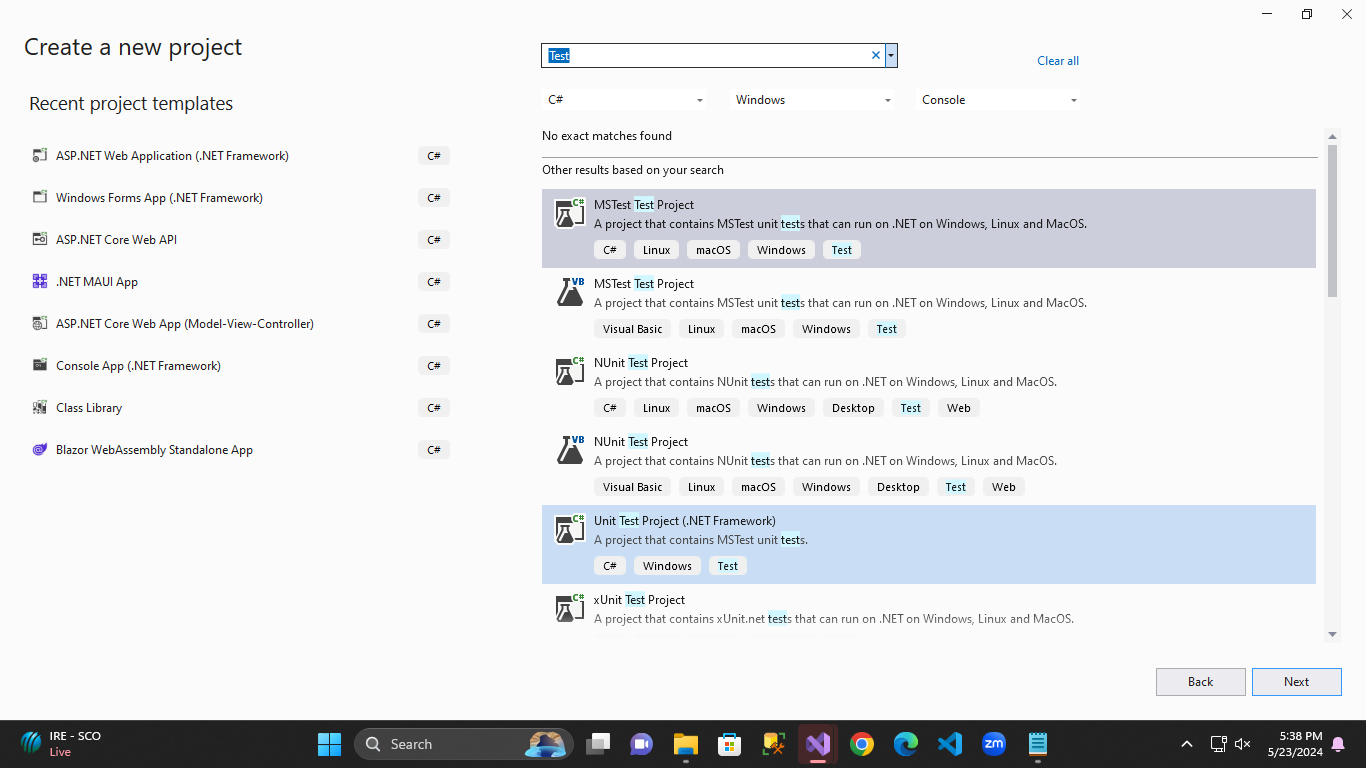 Create a new project
Test
Clear all
Recent project templates
C#
Windows
Console
ASP.NET Web Application (.NET Framework)
C#
Windows Forms App (.NET Framework)
C#
ASP.NET Core Web API
C#
.NET MAUI App
C#
ASP.NET Core Web App (Model-View-Controller)
C#
Console App (.NET Framework)
C#
Class Library
C#
Blazor WebAssembly Standalone App
C#
No exact matches found
Other results based on your search
C#
MSTest Test Project
A project that contains MSTest unit tests that can run on .NET on Windows, Linux and MacOS.
C# Linux macOS Windows Test
VB
MSTest Test Project
A project that contains MSTest unit tests that can run on .NET on Windows, Linux and MacOS.
Visual Basic Linux macOS Windows Test
C#
NUnit Test Project
A project that contains NUnit tests that can run on .NET on Windows, Linux and MacOS.
C# Linux macOS Windows Desktop Test Web
VB
NUnit Test Project
A project that contains NUnit tests that can run on .NET on Windows, Linux and MacOS.
Visual Basic Linux macOS Windows Desktop Test Web
C#
Unit Test Project (.NET Framework)
A project that contains MSTest unit tests.
C# Windows Test
C#
xUnit Test Project
A project that contains xUnit.net tests that can run on .NET on Windows, Linux and MacOS.
Back
Next
IRE - SCO
Live
Search
zm
5:38 PM
5/23/2024